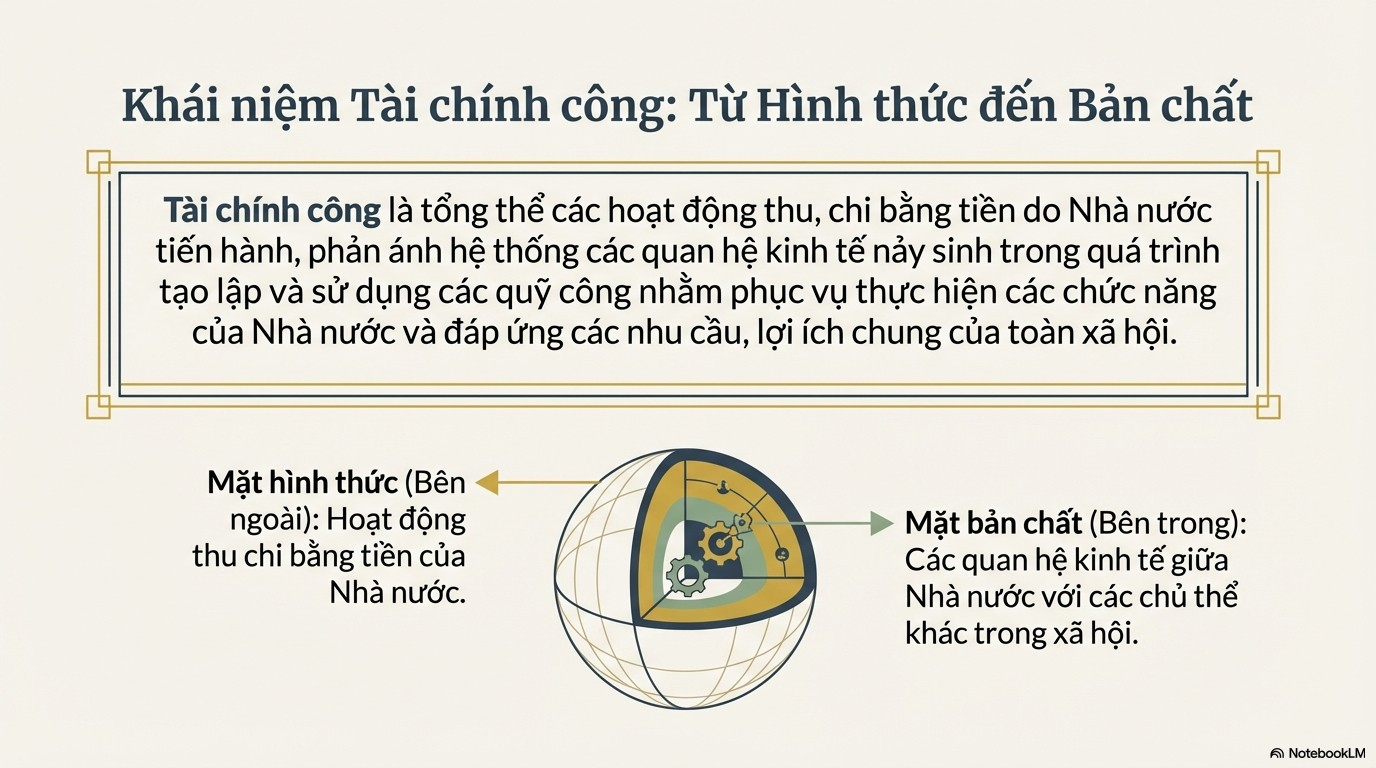 Khái niệm Tài chính công: Từ Hình thức đến Bản chất
Tài chính công là tổng thể các hoạt động thu, chi bằng tiền do Nhà nước
tiến hành, phản ánh hệ thống các quan hệ kinh tế nảy sinh trong quá trình
tạo lập và sử dụng các quỹ công nhằm phục vụ thực hiện các chức năng
của Nhà nước và đáp ứng các nhu cầu, lợi ích chung của toàn xã hội.
Mặt hình thức (Bên
ngoài): Hoạt động
thu chi bằng tiền của
Nhà nước.
Mặt bản chất (Bên trong):
Các quan hệ kinh tế giữa
Nhà nước với các chủ thể
khác trong xã hội.
NotebookLM